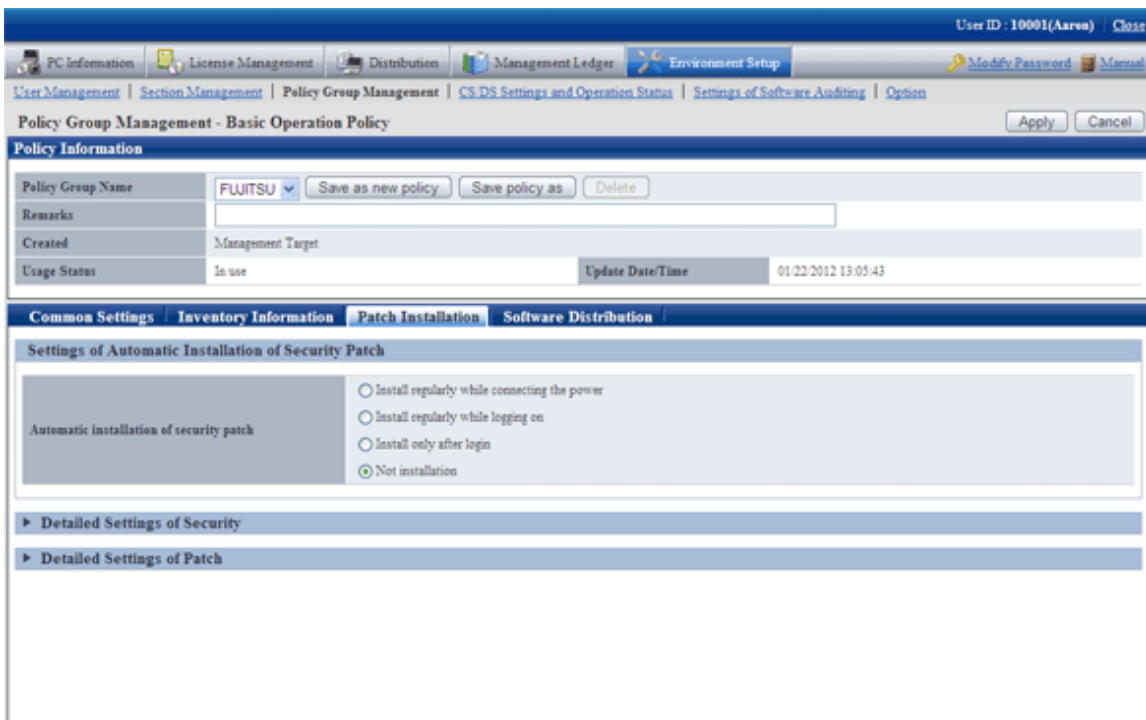 User ID : 10001(Aaron) Close
PC Information License Management Distribution Management Ledger Environment Setup Modify Password Manual
User Management | Section Management | Policy Group Management | CS/DS Settings and Operation Status | Settings of Software Auditing | Option
Policy Group Management - Basic Operation Policy Apply Cancel
Policy Information
Policy Group Name FUJITSU Save as new policy Save policy as Delete
Remarks
Created Management Target
Usage Status In use Update Date/Time 01/22/2012 13:05:43
Common Settings Inventory Information Patch Installation Software Distribution
Settings of Automatic Installation of Security Patch
Automatic installation of security patch
Install regularly while connecting the power
Install regularly while logging on
Install only after login
Not installation
Detailed Settings of Security
Detailed Settings of Patch